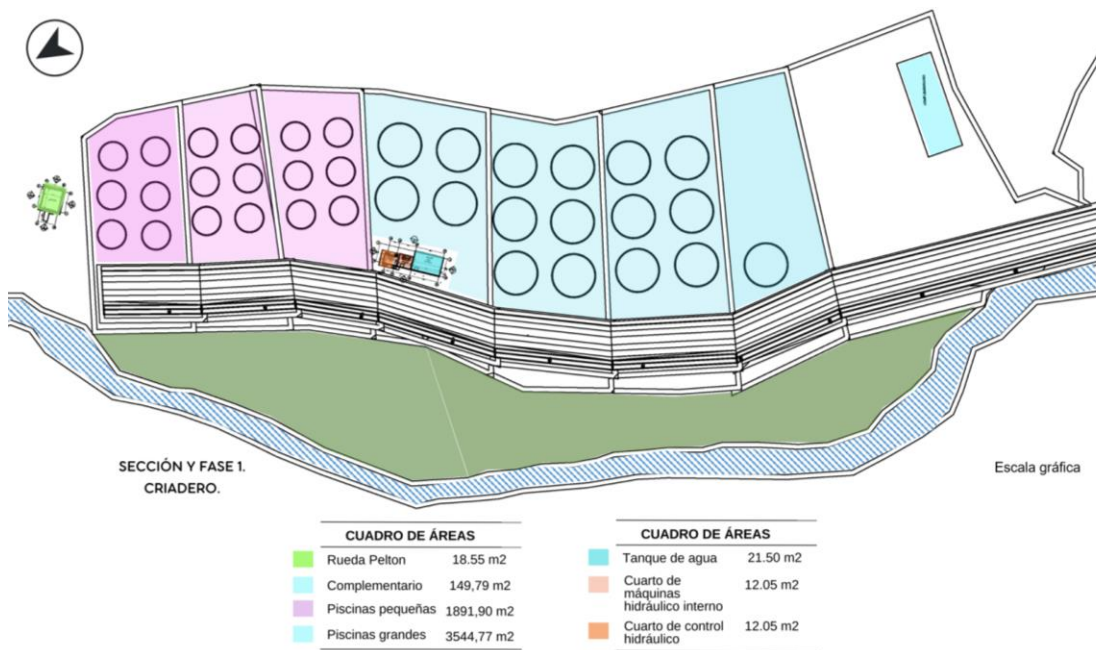 SECCIÓN Y FASE 1.
CRIADERO.
Escala gráfica
CUADRO DE ÁREAS
Rueda Pelton 18.55 m2
Complementario 149,79 m2
Piscinas pequeñas 1891,90 m2
Piscinas grandes 3544,77 m2
CUADRO DE ÁREAS
Tanque de agua 21.50 m2
Cuarto de
máquinas 12.05 m2
hidráulico interno
Cuarto de control 12.05 m2
hidráulico